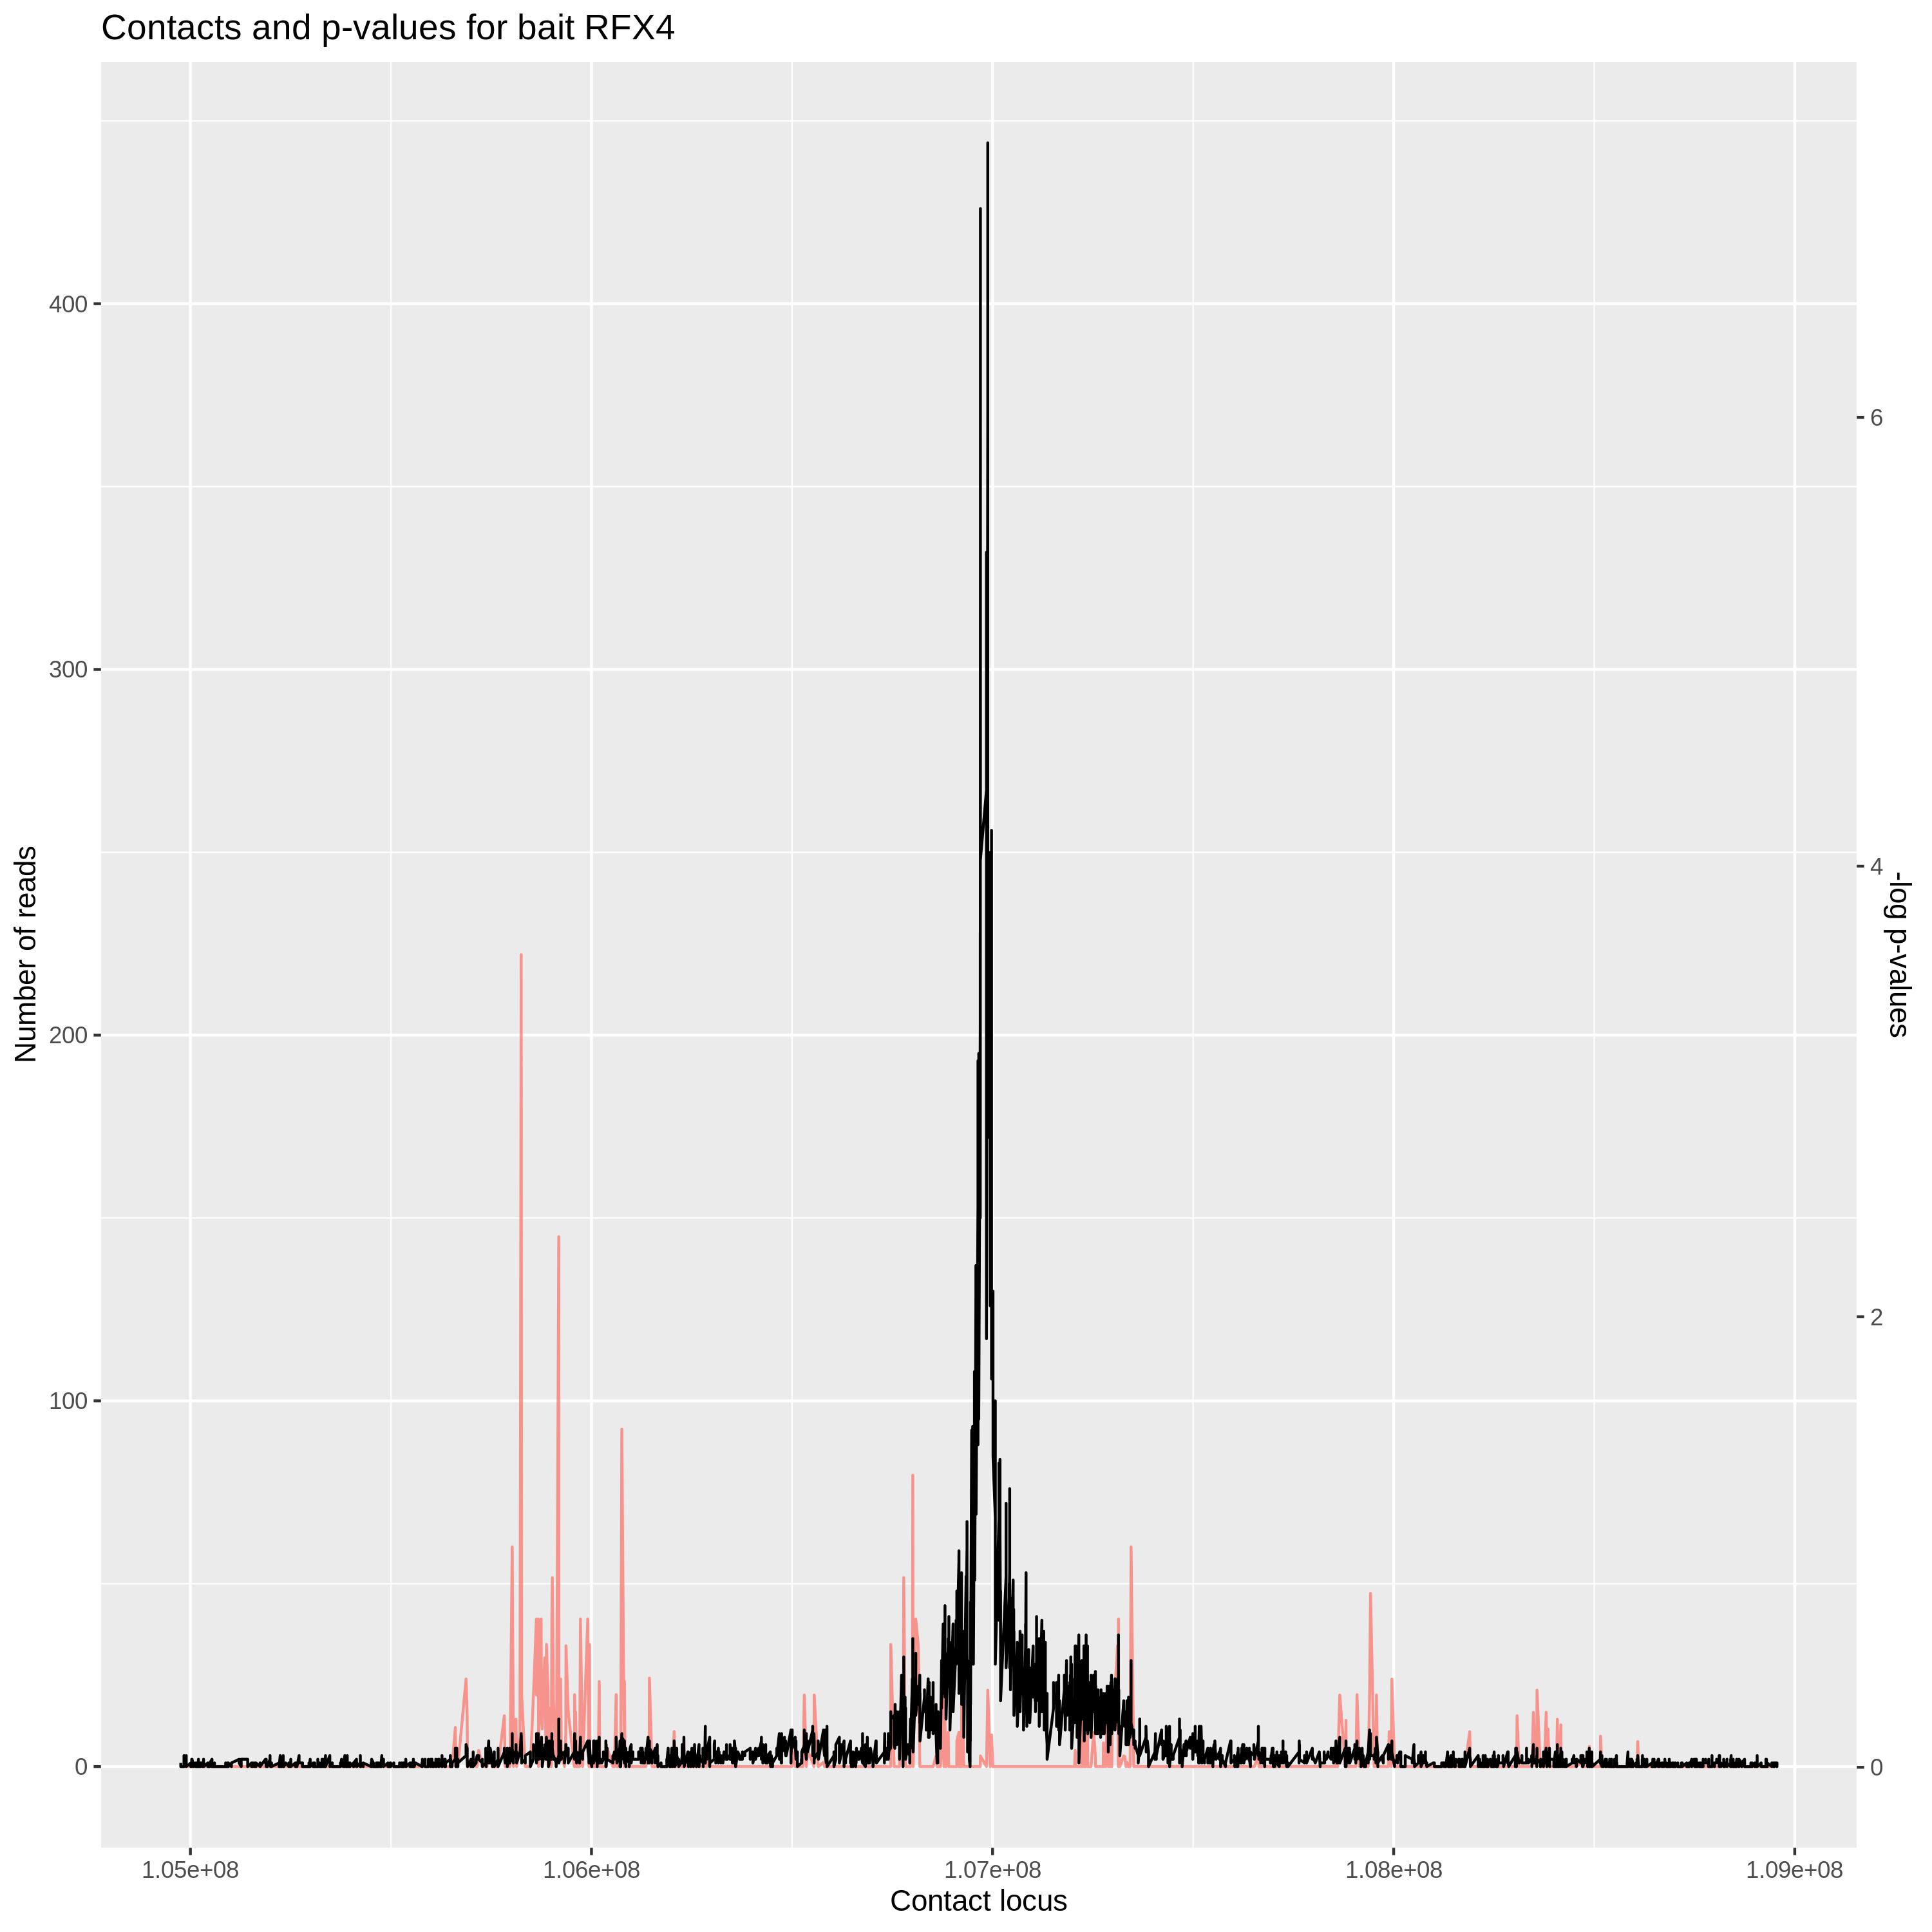 Contacts and p-values for bait RFX4
Number of reads
400
300
200
100
0
6
4
2
0
-log p-values
1.05e+08
1.06e+08
1.07e+08
1.08e+08
1.09e+08
Contact locus